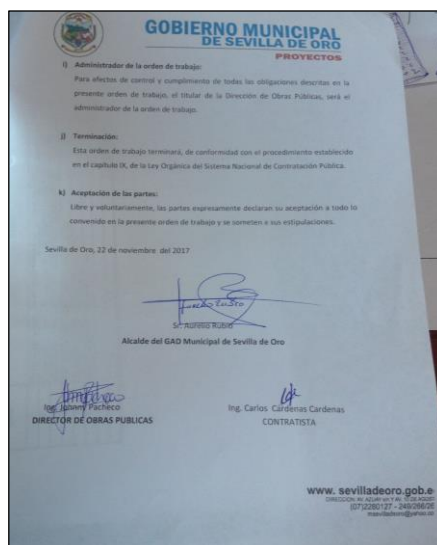 GOBIERNO MUNICIPAL
DE SEVILLA DE ORO
PROYECTOS
i) Administrador de la orden de trabajo:
Para efectos de control y cumplimiento de todas las obligaciones descritas en la
presente orden de trabajo, el titular de la Dirección de Obras Públicas, será el
administrador de la orden de trabajo.
j) Terminación:
Esta orden de trabajo terminará, de conformidad con el procedimiento establecido
en el capítulo IX, de la Ley Orgánica del Sistema Nacional de Contratación Pública.
k) Aceptación de las partes:
Libre y voluntariamente, las partes expresamente declaran su aceptación a todo lo
convenido en la presente orden de trabajo y se someten a sus estipulaciones.
Sevilla de Oro, 22 de noviembre del 2017
Sr. Aurelio Rubio
Alcalde del GAD Municipal de Sevilla de Oro
Ing. Johnny Pacheco
DIRECTOR DE OBRAS PUBLICAS
Ing. Carlos Cárdenas Cardenas
CONTRATISTA
www. sevilladeoro.gob.e